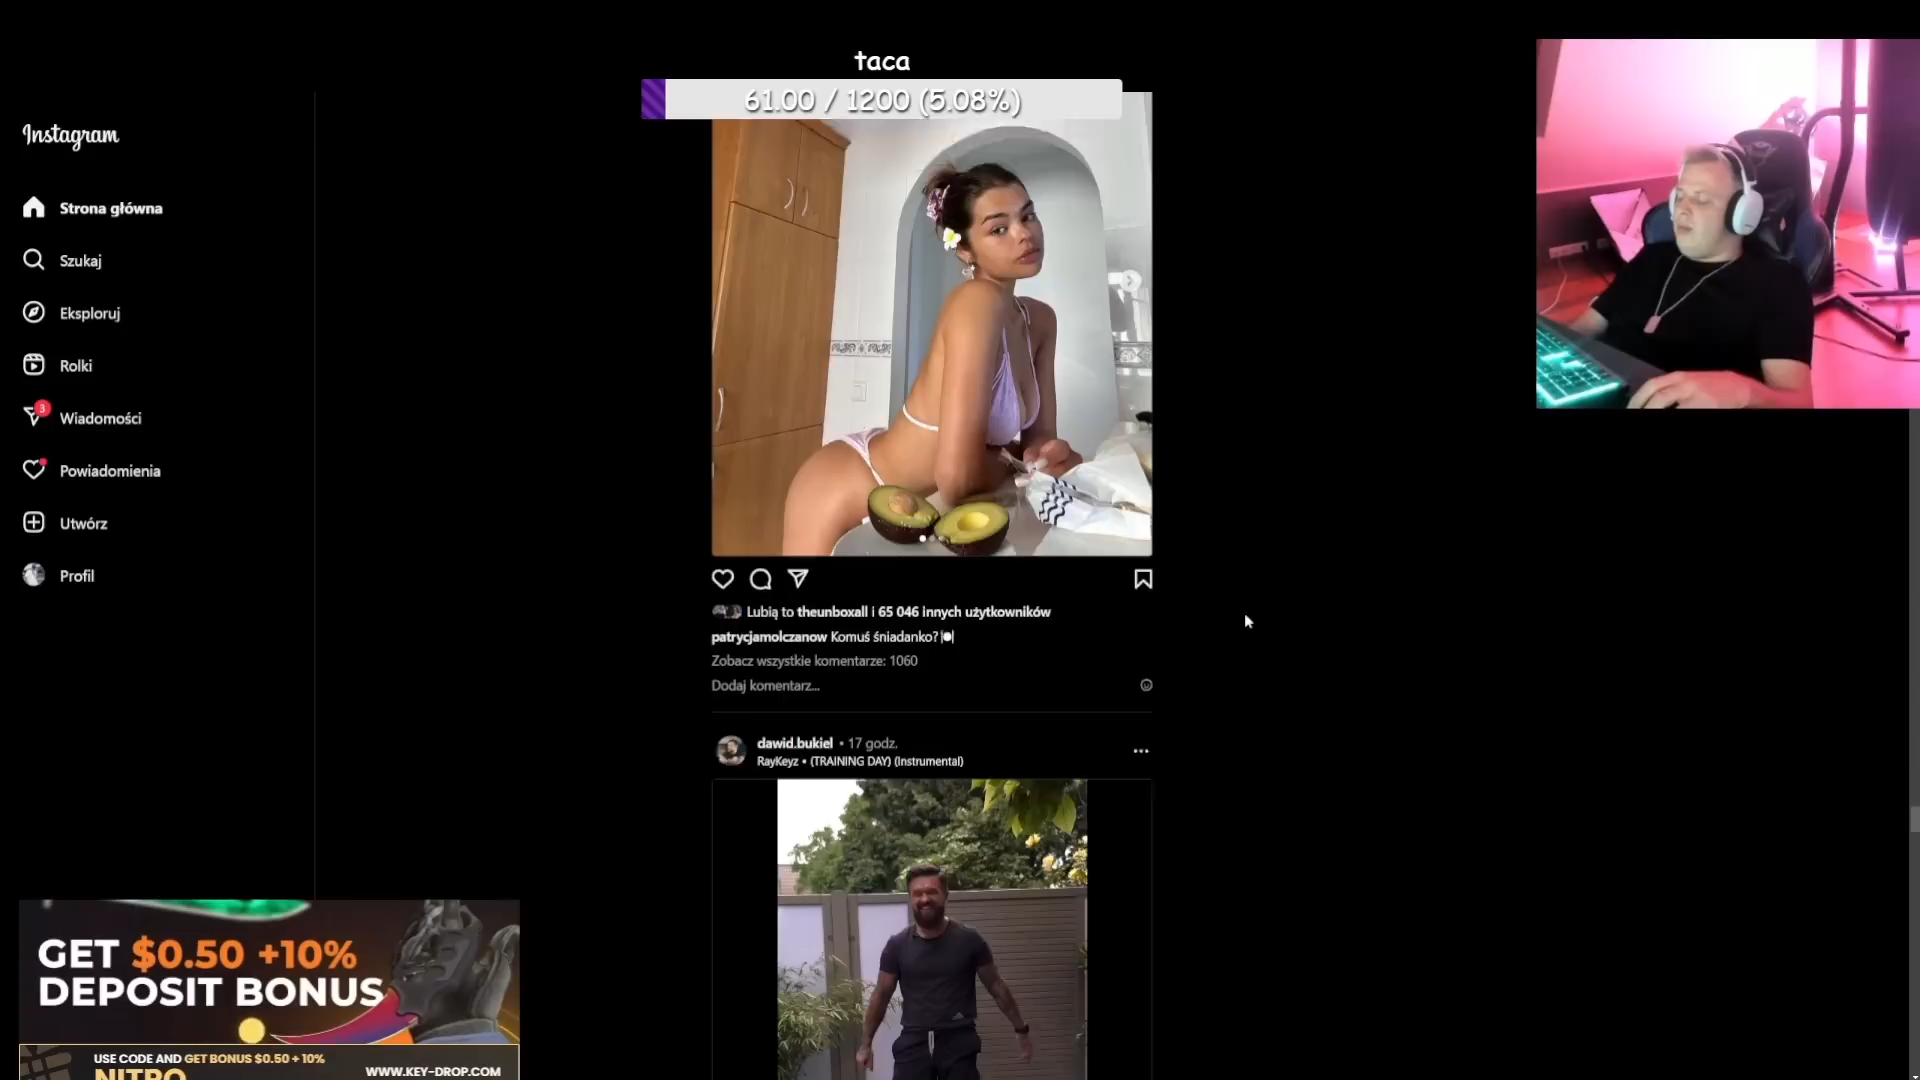 taca
61.00 / 1200 (5.08%)
Instagram
Strona główna
Szukaj
Eksploruj
Rolki
3
Wiadomości
Powiadomienia
Utwórz
Profil
Lubią to theunboxall i 65 046 innych użytkowników
patrycjamolczanow Komuś śniadanko?🍽
Zobacz wszystkie komentarze: 1060
Dodaj komentarz...
dawid.bukiel • 17 godz.
RayKeyz • (TRAINING DAY) (Instrumental)
GET $0.50 +10%
DEPOSIT BONUS
USE CODE AND GET BONUS $0.50 + 10%
NITRO
WWW.KEY-DROP.COM